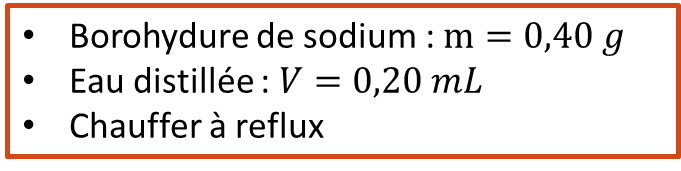 • Borohydure de sodium : m = 0,40 g
• Eau distillée : V = 0,20 mL
• Chauffer à reflux